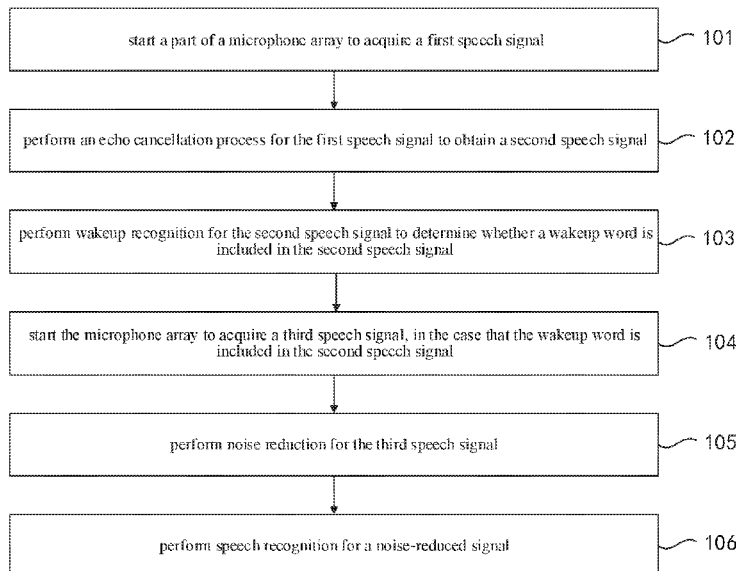 start a part of a microphone array to acquire a first speech signal
101
perform an echo cancellation process for the first speech signal to obtain a second speech signal
102
perform wakeup recognition for the second speech signal to determine whether a wakeup word is
included in the second speech signal
103
start the microphone array to acquire a third speech signal, in the case that the wakeup word is
included in the second speech signal
104
perform noise reduction for the third speech signal
105
perform speech recognition for a noise-reduced signal
106